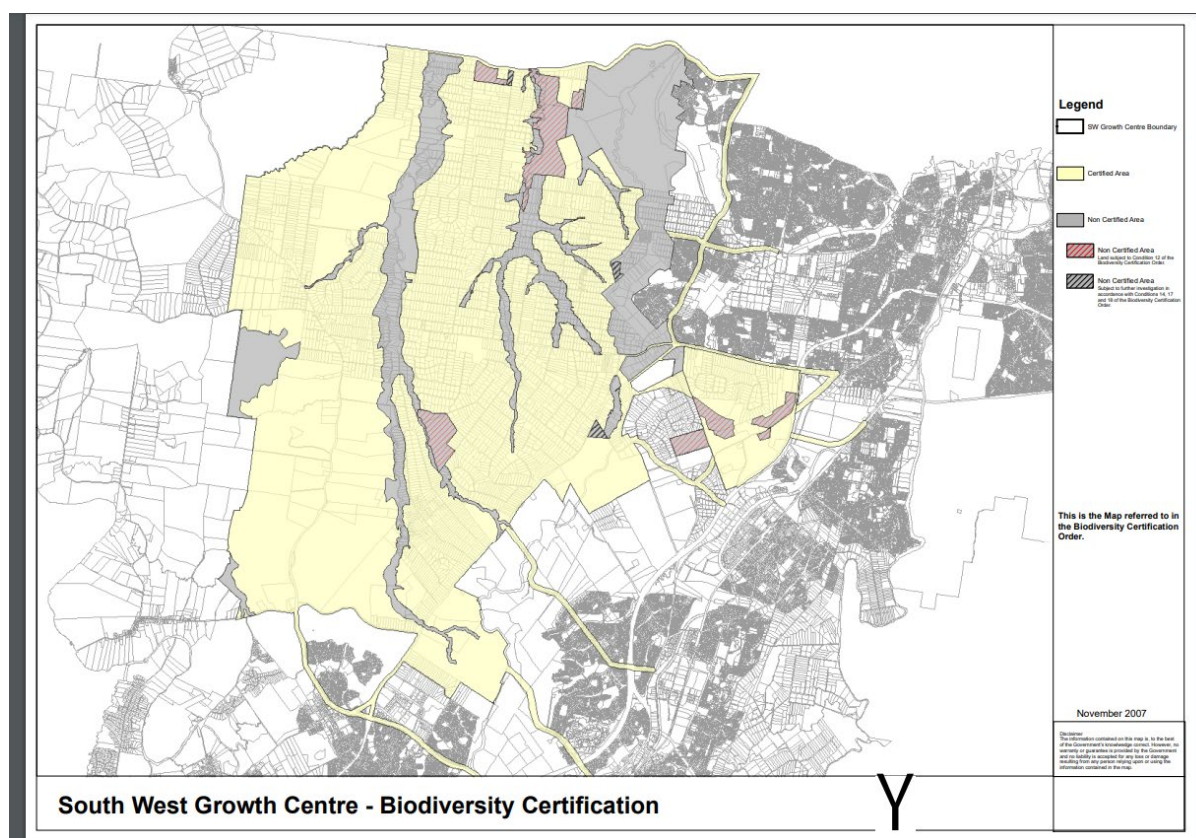 Legend
SW Growth Centre Boundary
Certified Area
Non Certified Area
Non Certified Area
Land subject to Condition 12 of the
Biodiversity Certification Order
Non Certified Area
Subject to further investigation in
accordance with Conditions 14, 17
and 18 of the Biodiversity Certification
Order.
This is the Map referred to in
the Biodiversity Certification
Order.
November 2007
Disclaimer
The information contained on this map is, to the best
of the Government's knowledge correct. However, no
warranty or guarantee is provided by the Government
and no liability is accepted for any loss or damage
resulting from any person relying upon or using the
information contained in the map.
South West Growth Centre - Biodiversity Certification
Y